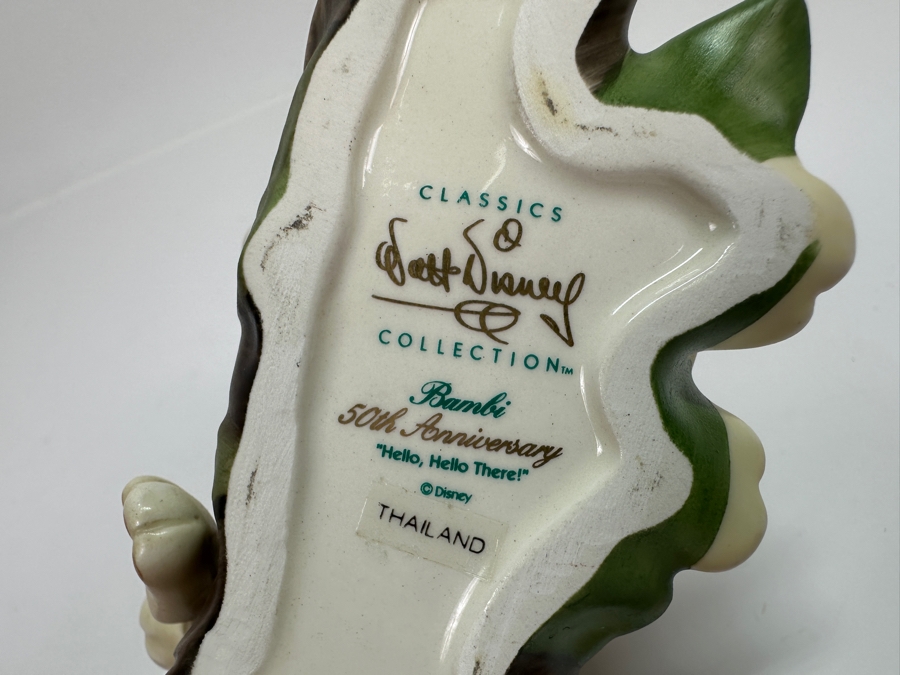 CLASSICS
Walt Disney
COLLECTION™
Bambi
50th Anniversary
"Hello, Hello There!"
© Disney
THAILAND